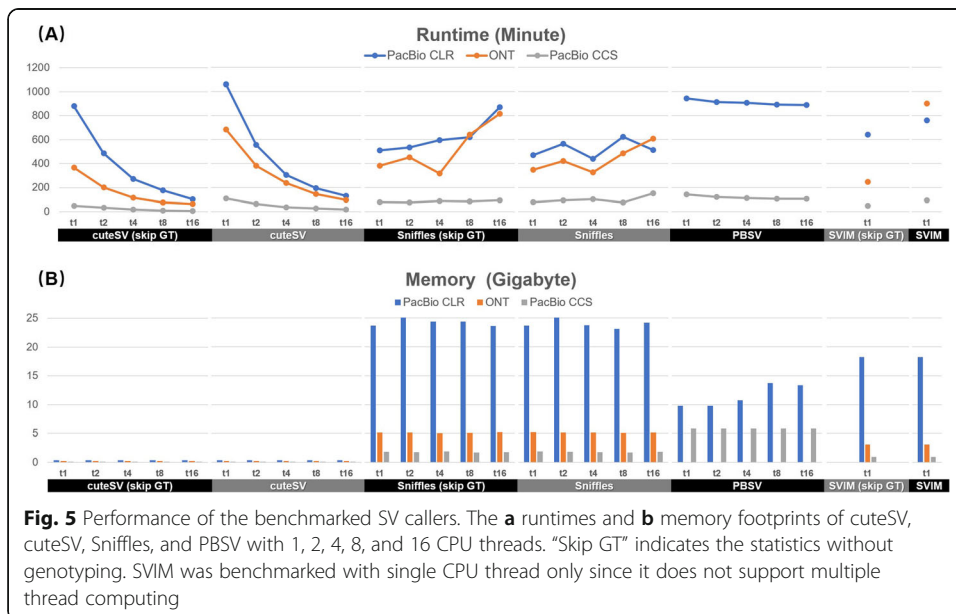 (A)
Runtime (Minute)
PacBio CLR ONT PacBio CCS
1200
1000
800
600
400
200
0
t1 t2 t4 t8 t16 t1 t2 t4 t8 t16 t1 t2 t4 t8 t16 t1 t2 t4 t8 t16 t1 t2 t4 t8 t16 t1 t1
cuteSV (skip GT) cuteSV Sniffles (skip GT) Sniffles PBSV SVIM (skip GT) SVIM
(B)
Memory (Gigabyte)
PacBio CLR ONT PacBio CCS
25
20
15
10
5
0
t1 t2 t4 t8 t16 t1 t2 t4 t8 t16 t1 t2 t4 t8 t16 t1 t2 t4 t8 t16 t1 t2 t4 t8 t16 t1 t1
cuteSV (skip GT) cuteSV Sniffles (skip GT) Sniffles PBSV SVIM (skip GT) SVIM
Fig. 5 Performance of the benchmarked SV callers. The a runtimes and b memory footprints of cuteSV,
cuteSV, Sniffles, and PBSV with 1, 2, 4, 8, and 16 CPU threads. “Skip GT” indicates the statistics without
genotyping. SVIM was benchmarked with single CPU thread only since it does not support multiple
thread computing